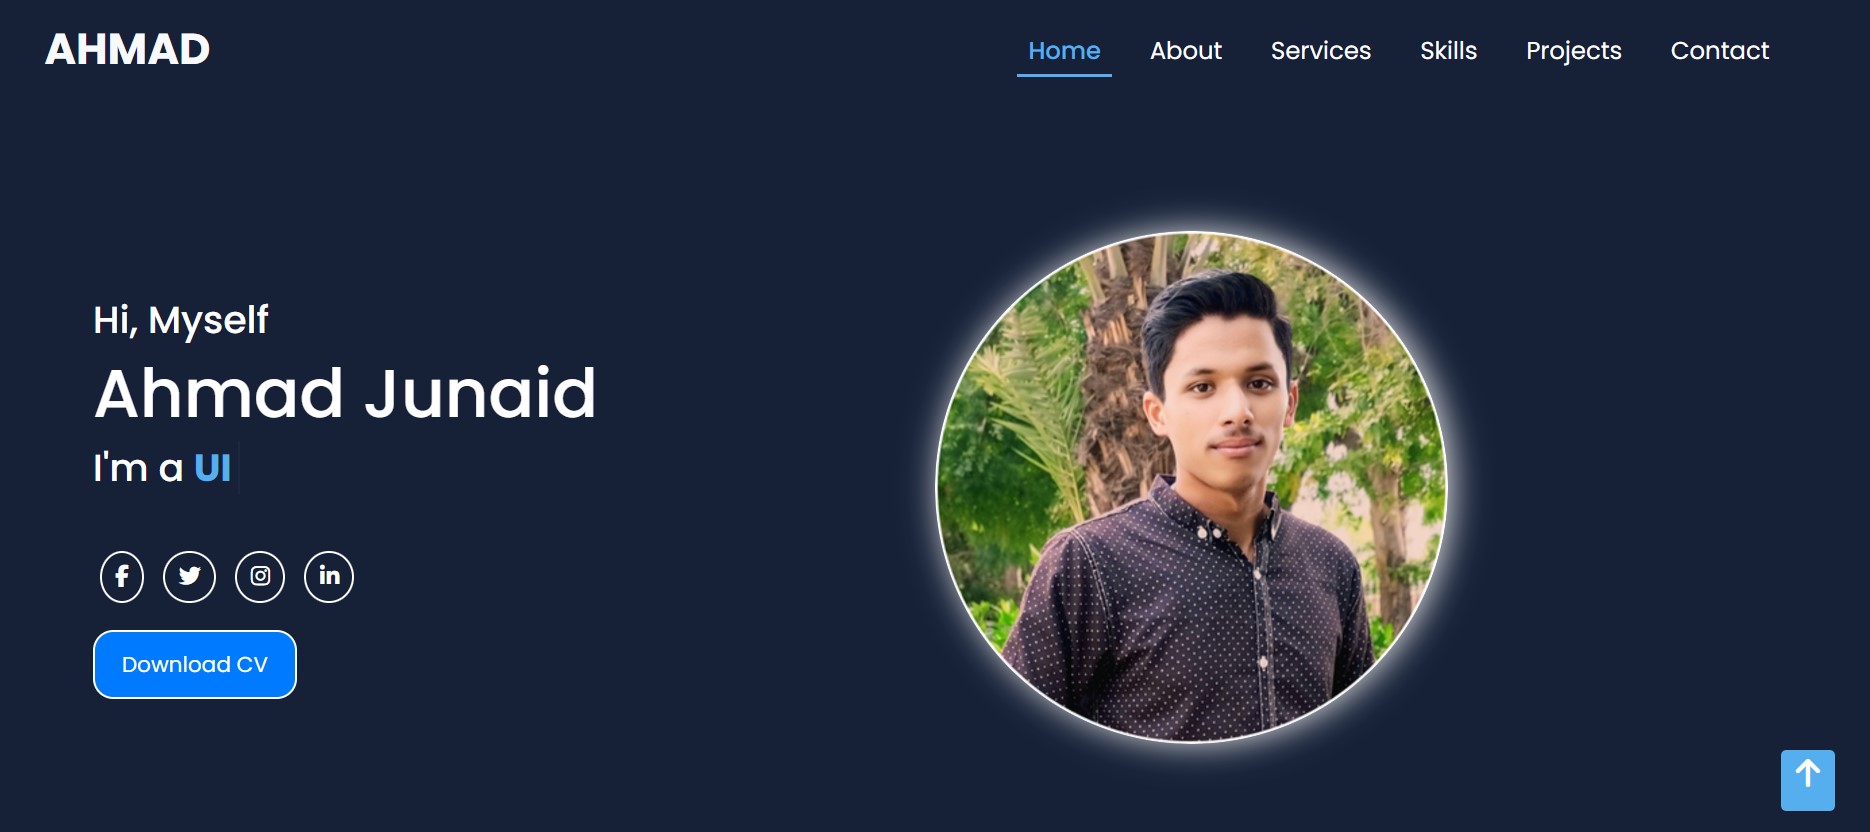 AHMAD
Home About Services Skills Projects Contact
Hi, Myself
Ahmad Junaid
I'm a UI
Download CV